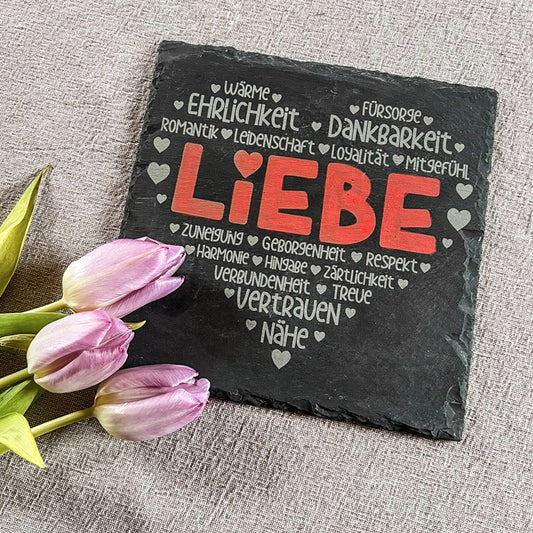 WÄRME
EHRLICHKEIT
FÜRSORGE
DANKBARKEIT
ROMANTIK LEIDENSCHAFT LOYALITÄT MITGEFÜHL
LiEBE
ZUNEIGUNG GEBORGENHEIT RESPEKT
HARMONIE HINGABE ZÄRTLICHKEIT
VERBUNDENHEIT TREUE
VERTRAUEN
NÄHE